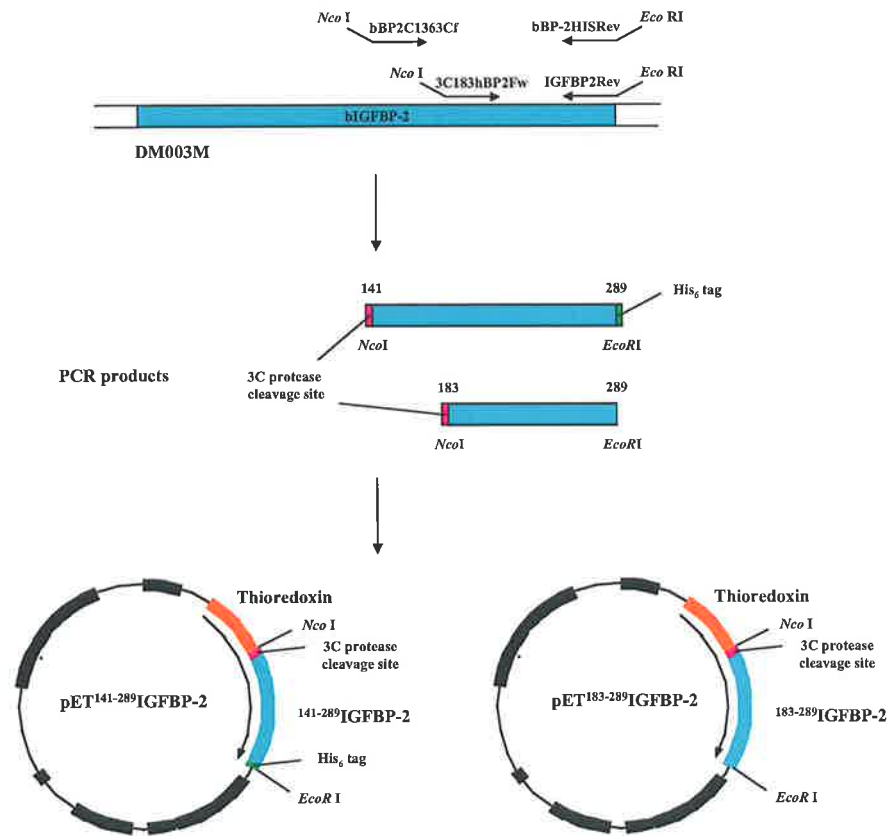 Nco I
bBP2C1363Cf
bBP-2HISRev
Eco RI
Nco I
3C183hBP2Fw
IGFBP2Rev
Eco RI
bIGFBP-2
DM003M
141
289
His6 tag
NcoI
EcoRI
PCR products
3C protease
cleavage site
183
289
NcoI
EcoRI
Thioredoxin
Nco I
3C protease
cleavage site
pET141-289IGFBP-2
141-289IGFBP-2
His6 tag
EcoR I
Thioredoxin
Nco I
3C protease
cleavage site
pET183-289IGFBP-2
183-289IGFBP-2
EcoR I